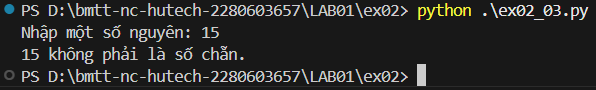 PS D:\bmtt-nc-hutech-2280603657\LAB01\ex02> python .\ex02_03.py
Nhập một số nguyên: 15
15 không phải là số chẵn.
PS D:\bmtt-nc-hutech-2280603657\LAB01\ex02>